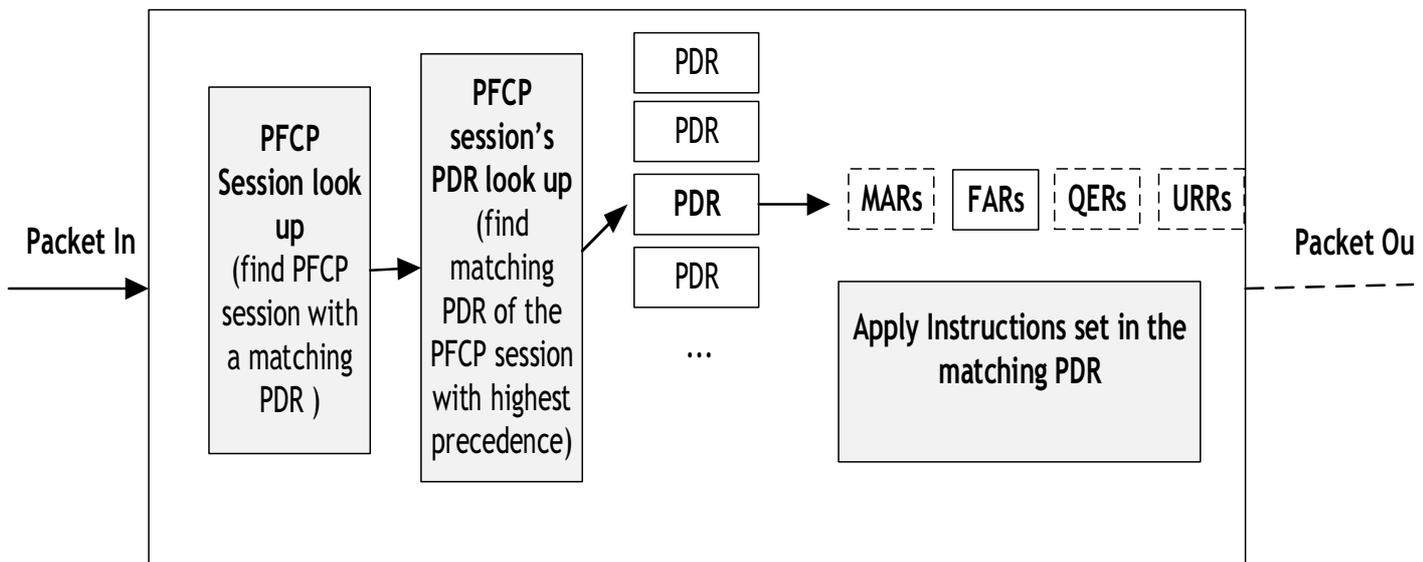 Packet In
PFCP
Session look
up
(find PFCP
session with
a matching
PDR )
PFCP
session's
PDR look up
(find
matching
PDR of the
PFCP session
with highest
precedence)
PDR
PDR
PDR
PDR
...
MARs FARs QERs URRs
Apply Instructions set in the
matching PDR
Packet Ou